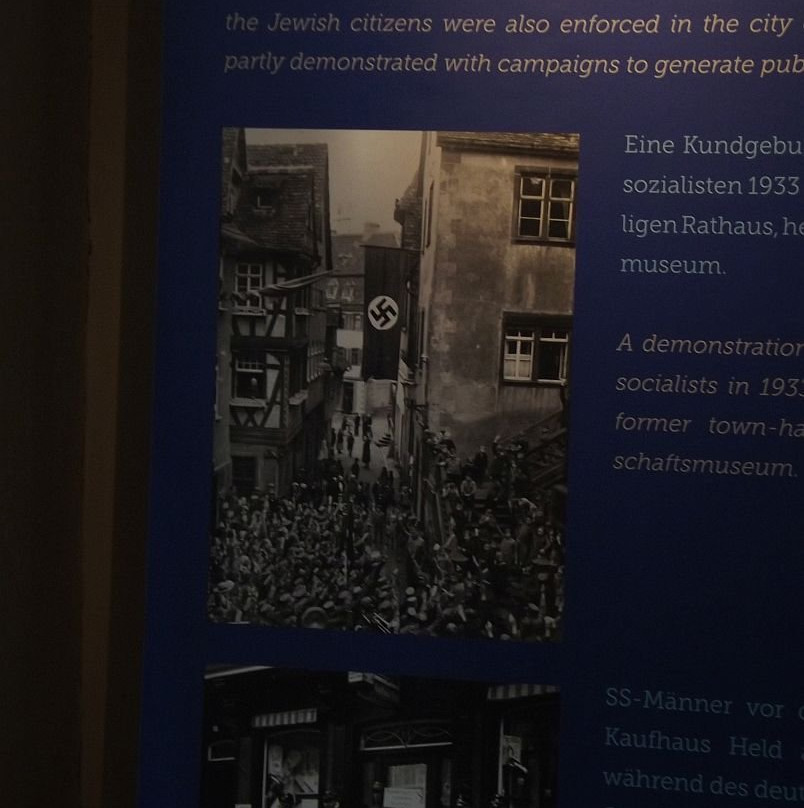 the Jewish citizens were also enforced in the city
partly demonstrated with campaigns to generate pub
Eine Kundgebu
sozialisten 1933
ligen Rathaus, he
museum.
A demonstration
socialists in 193
former town-ha
schaftsmuseum.
SS-Männer vor
Kaufhaus Held
während des deut